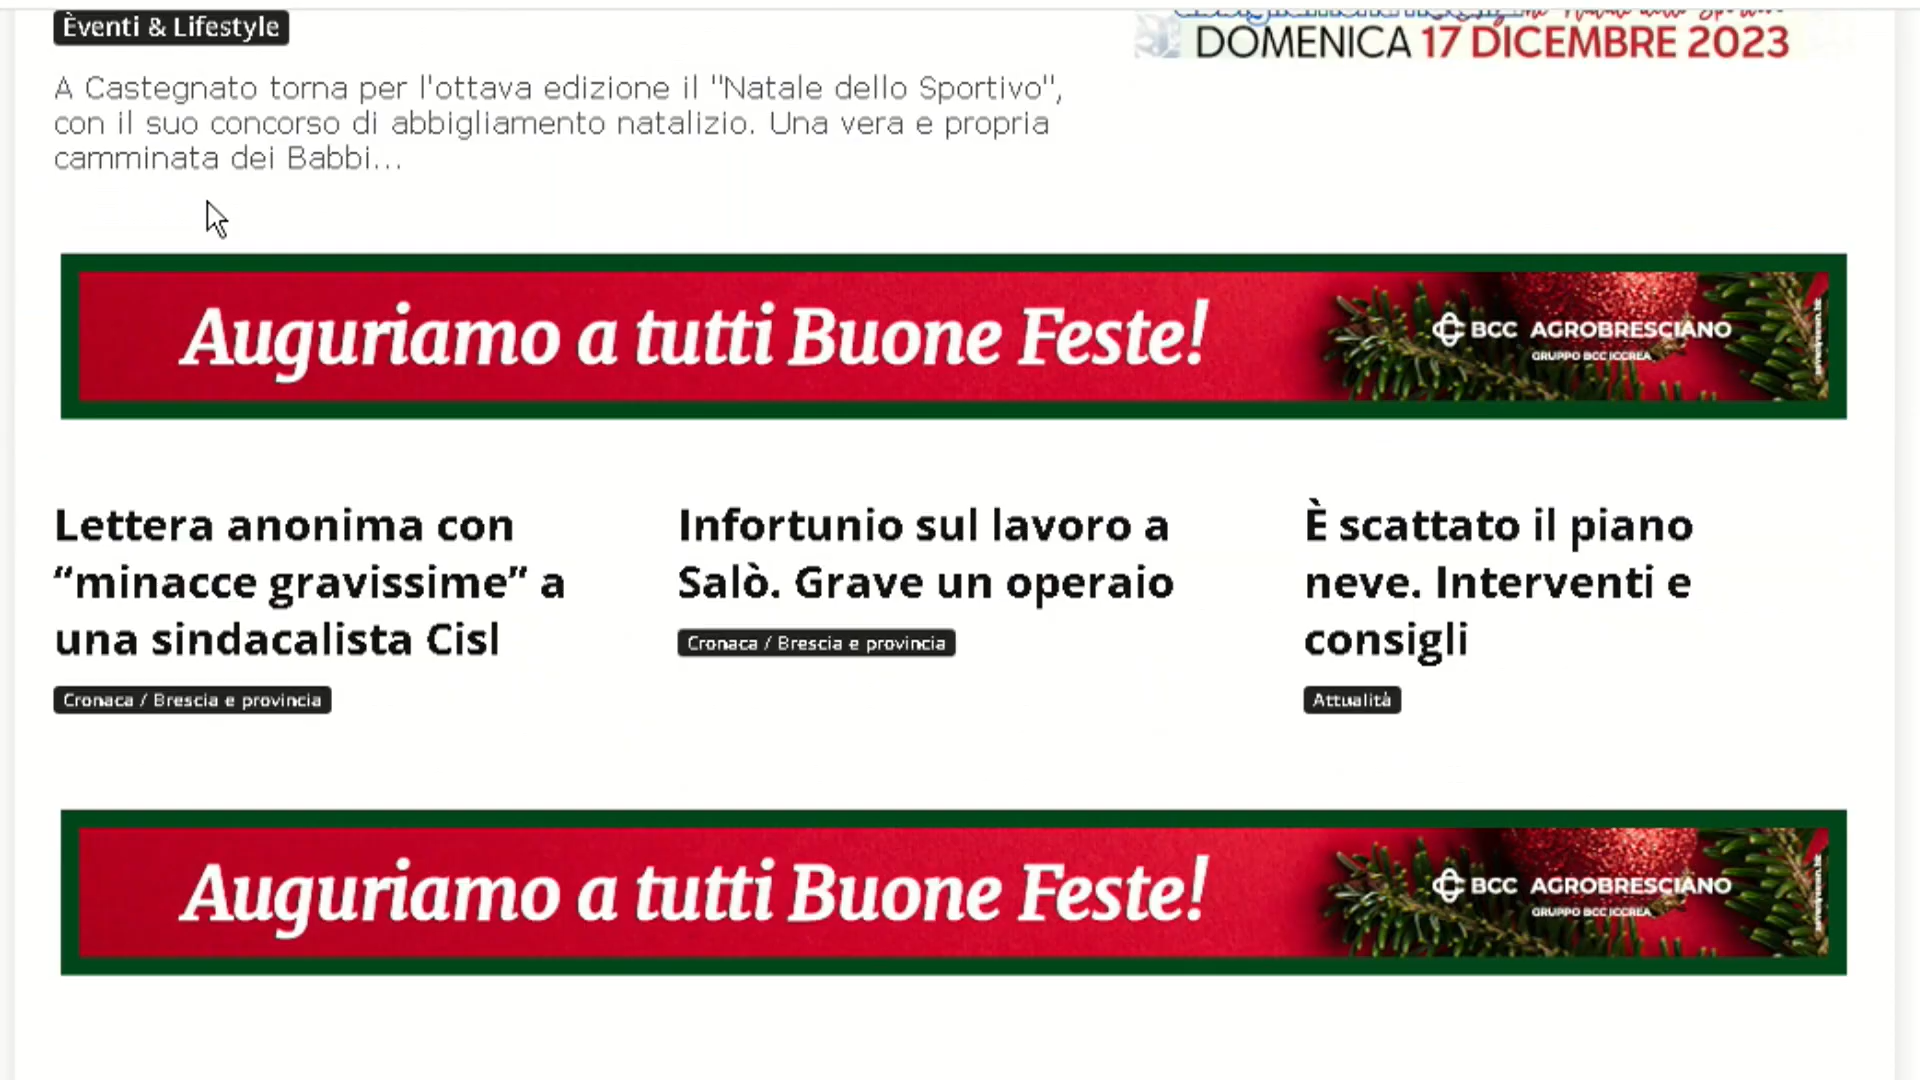 Eventi & Lifestyle
DOMENICA 17 DICEMBRE 2023
A Castegnato torna per l'ottava edizione il "Natale dello Sportivo",
con il suo concorso di abbigliamento natalizio. Una vera e propria
camminata dei Babbi...
Auguriamo a tutti Buone Feste!
BCC AGROBRESCIANO
GRUPPO BCC ICCREA
Lettera anonima con
“minacce gravissime” a
una sindacalista Cisl
Cronaca / Brescia e provincia
Infortunio sul lavoro a
Salò. Grave un operaio
Cronaca / Brescia e provincia
È scattato il piano
neve. Interventi e
consigli
Attualità
Auguriamo a tutti Buone Feste!
BCC AGROBRESCIANO
GRUPPO BCC ICCREA